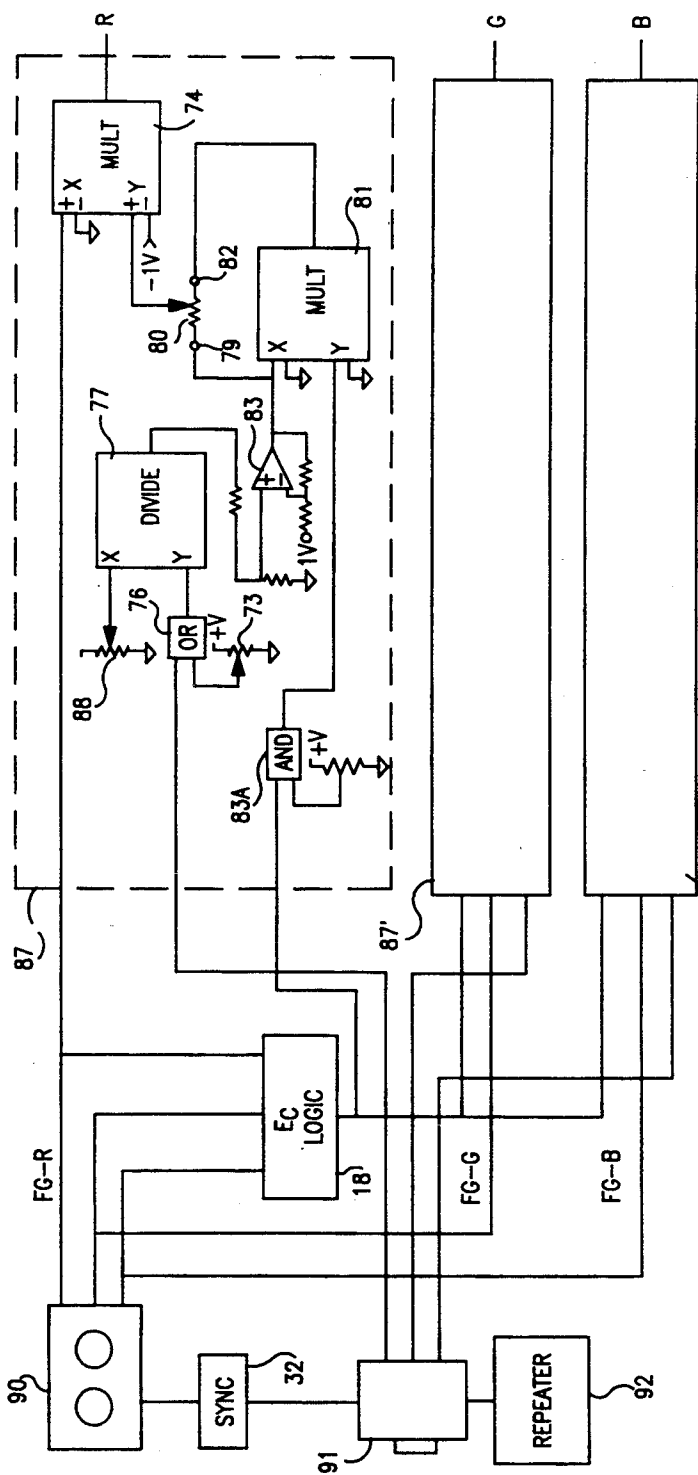 90
FG-R
87
R
MULT
+
-X
+
-Y
74
-1V
82
80
79
81
MULT
X
Y
77
DIVIDE
X
Y
83
+
-
1V
88
76
OR
+V
73
83A
AND
+V
EC
LOGIC
18
SYNC
32
91
REPEATER
92
FG-G
FG-B
87'
G
B